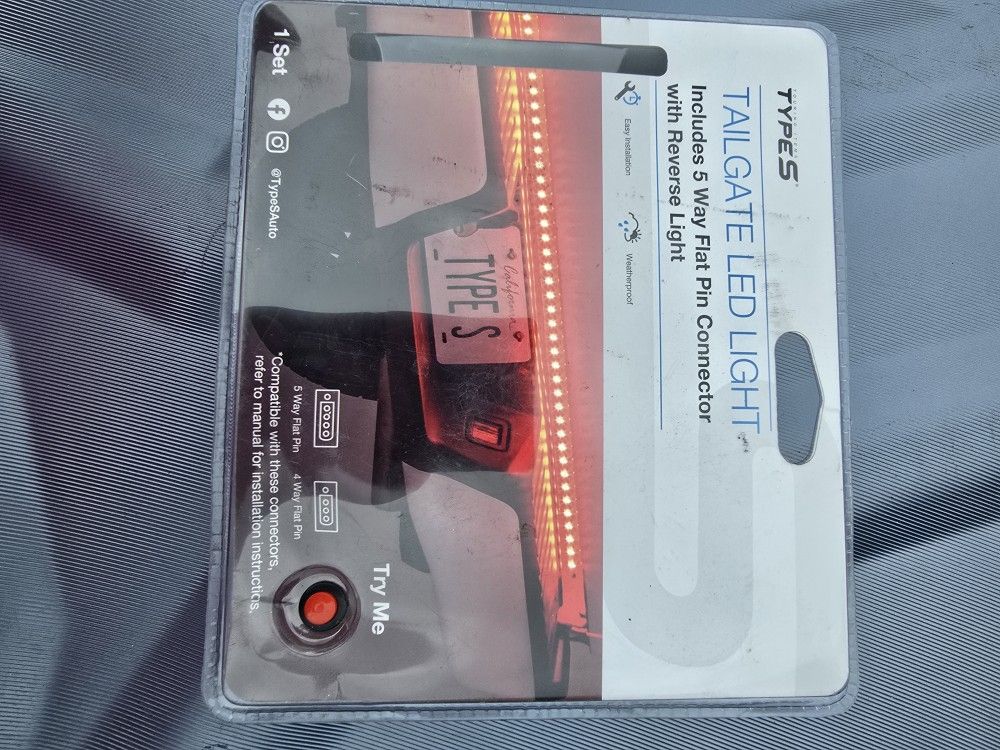 TYPE S
TAILGATE LED LIGHT
Includes 5 Way Flat Pin Connector
with Reverse Light
Easy Installation
Weatherproof
California
TYPE S
5 Way Flat Pin
4 Way Flat Pin
*Compatible with these connectors,
refer to manual for installation instructions.
Try Me
1 Set
@TypeSAuto